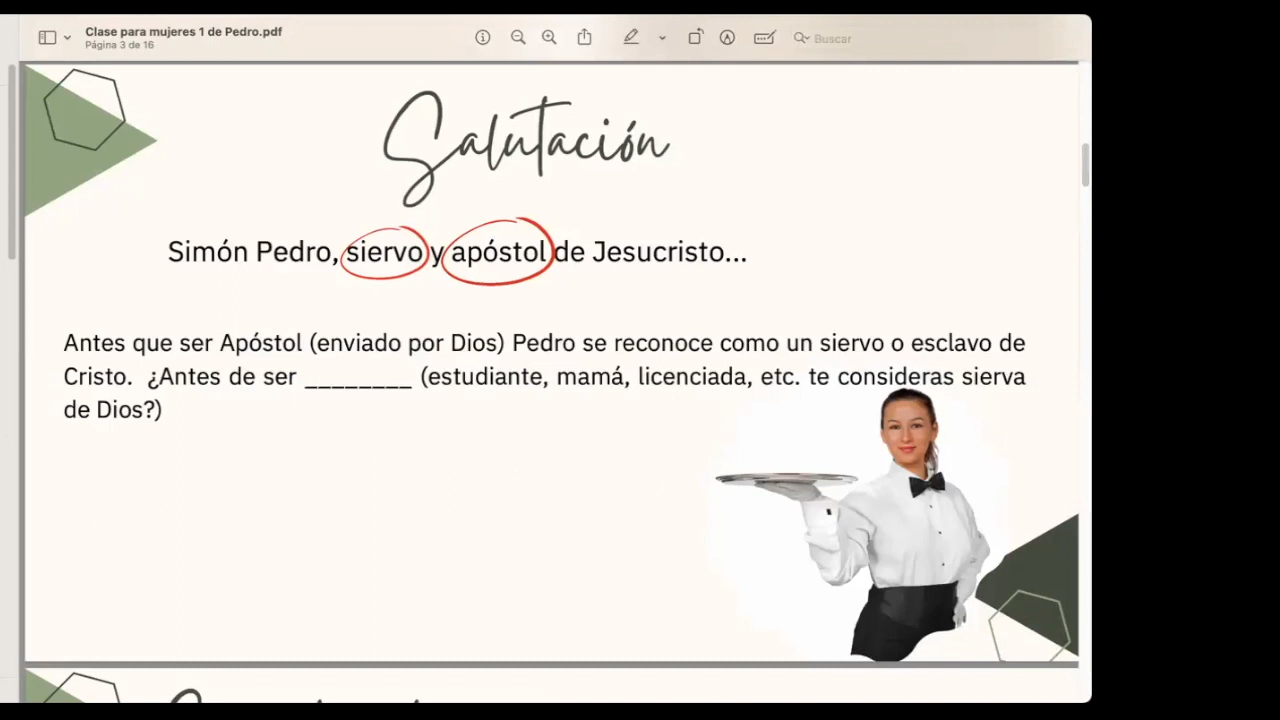 Clase para mujeres 1 de Pedro.pdf
Página 3 de 16
Buscar
Salutación
Simón Pedro, siervo y apóstol de Jesucristo...
Antes que ser Apóstol (enviado por Dios) Pedro se reconoce como un siervo o esclavo de
Cristo. ¿Antes de ser ________ (estudiante, mamá, licenciada, etc. te consideras sierva
de Dios?)